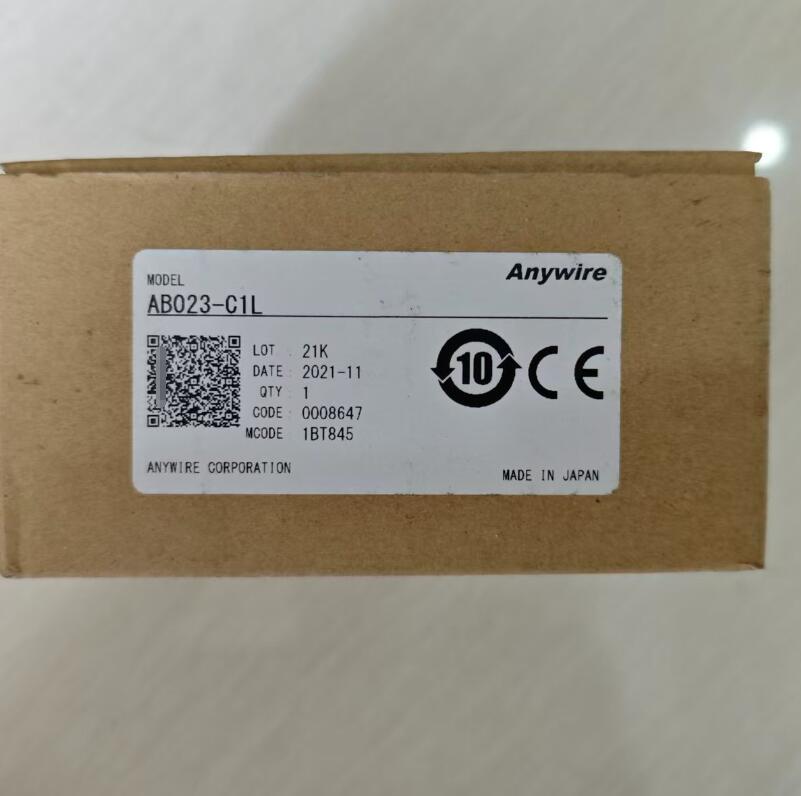 Anywire
MODEL
AB023-C1L
LOT : 21K
DATE : 2021-11
QTY : 1
CODE : 0008647
MCODE 1BT845
10
CE
ANYWIRE CORPORATION
MADE IN JAPAN